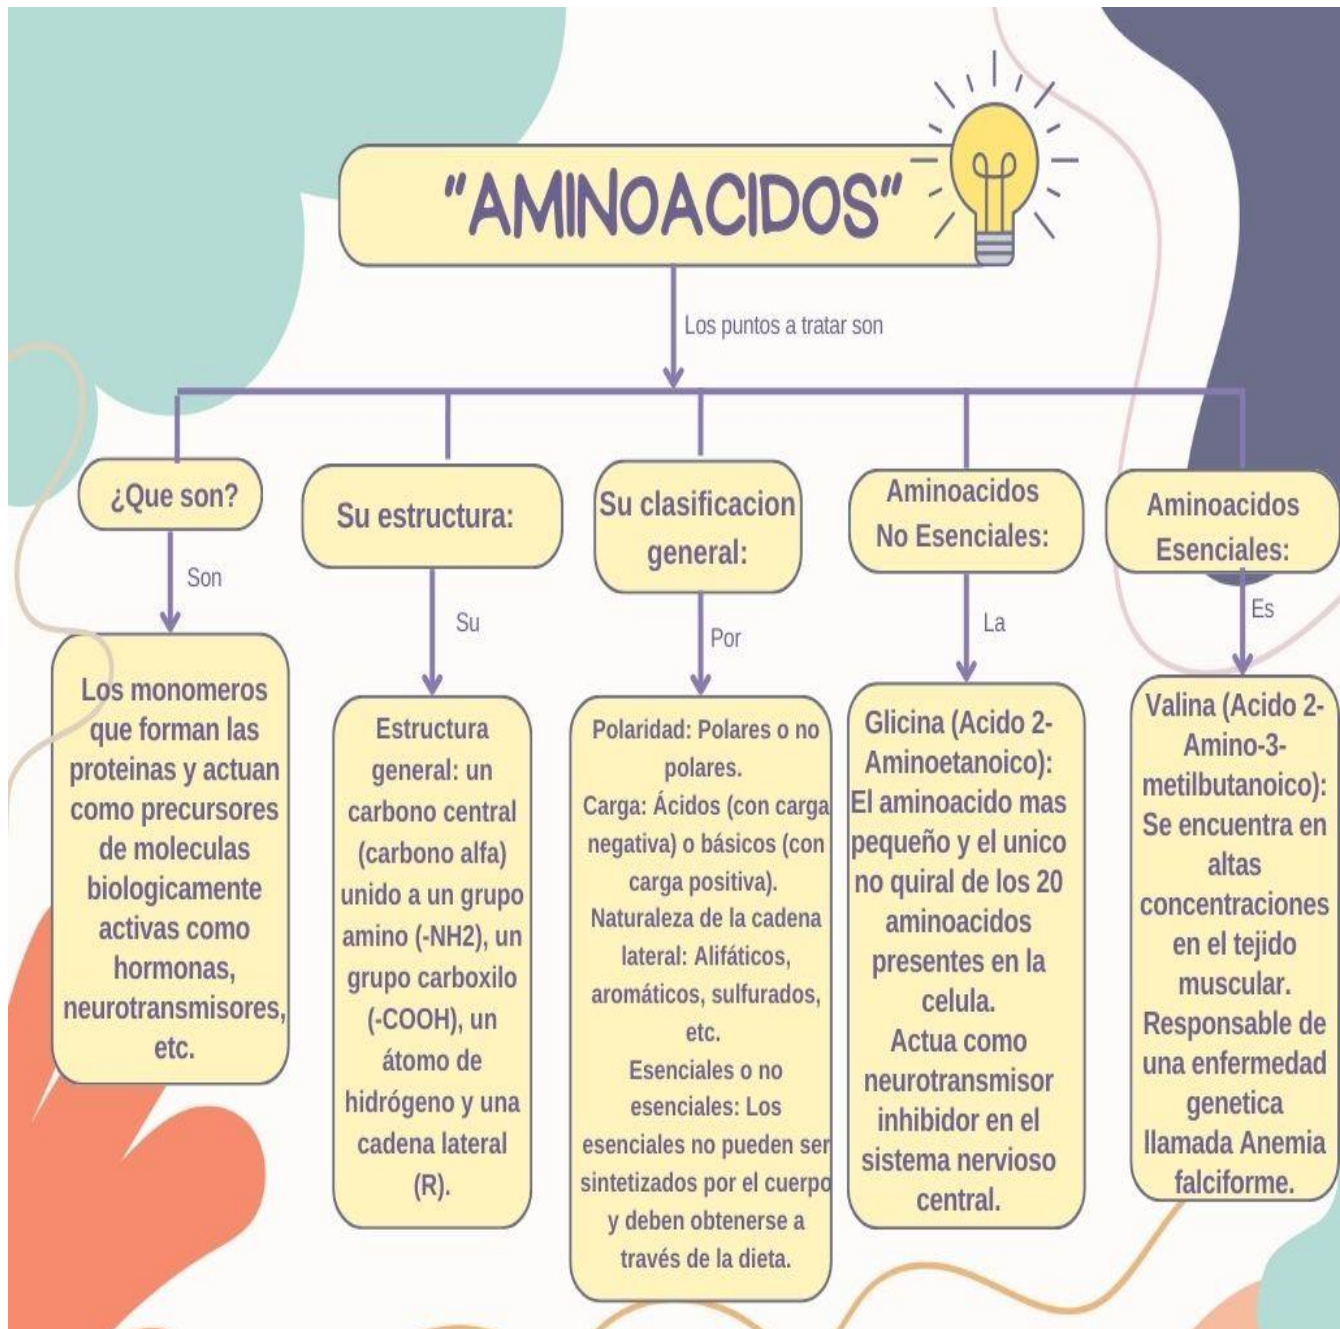 "AMINOACIDOS"
Los puntos a tratar son
¿Que son?
Son
Los monomeros
que forman las
proteinas y actuan
como precursores
de moleculas
biologicamente
activas como
hormonas,
neurotransmisores,
etc.
Su estructura:
Su
Estructura
general: un
carbono central
(carbono alfa)
unido a un grupo
amino (-NH2), un
grupo carboxilo
(-COOH), un
átomo de
hidrógeno y una
cadena lateral
(R).
Su clasificacion
general:
Por
Polaridad: Polares o no
polares.
Carga: Ácidos (con carga
negativa) o básicos (con
carga positiva).
Naturaleza de la cadena
lateral: Alifáticos,
aromáticos, sulfurados,
etc.
Esenciales o no
esenciales: Los
esenciales no pueden ser
sintetizados por el cuerpo
y deben obtenerse a
través de la dieta.
Aminoacidos
No Esenciales:
La
Glicina (Acido 2-
Aminoetanoico):
El aminoacido mas
pequeño y el unico
no quiral de los 20
aminoacidos
presentes en la
celula.
Actua como
neurotransmisor
inhibidor en el
sistema nervioso
central.
Aminoacidos
Esenciales:
Es
Valina (Acido 2-
Amino-3-
metilbutanoico):
Se encuentra en
altas
concentraciones
en el tejido
muscular.
Responsable de
una enfermedad
genetica
llamada Anemia
falciforme.